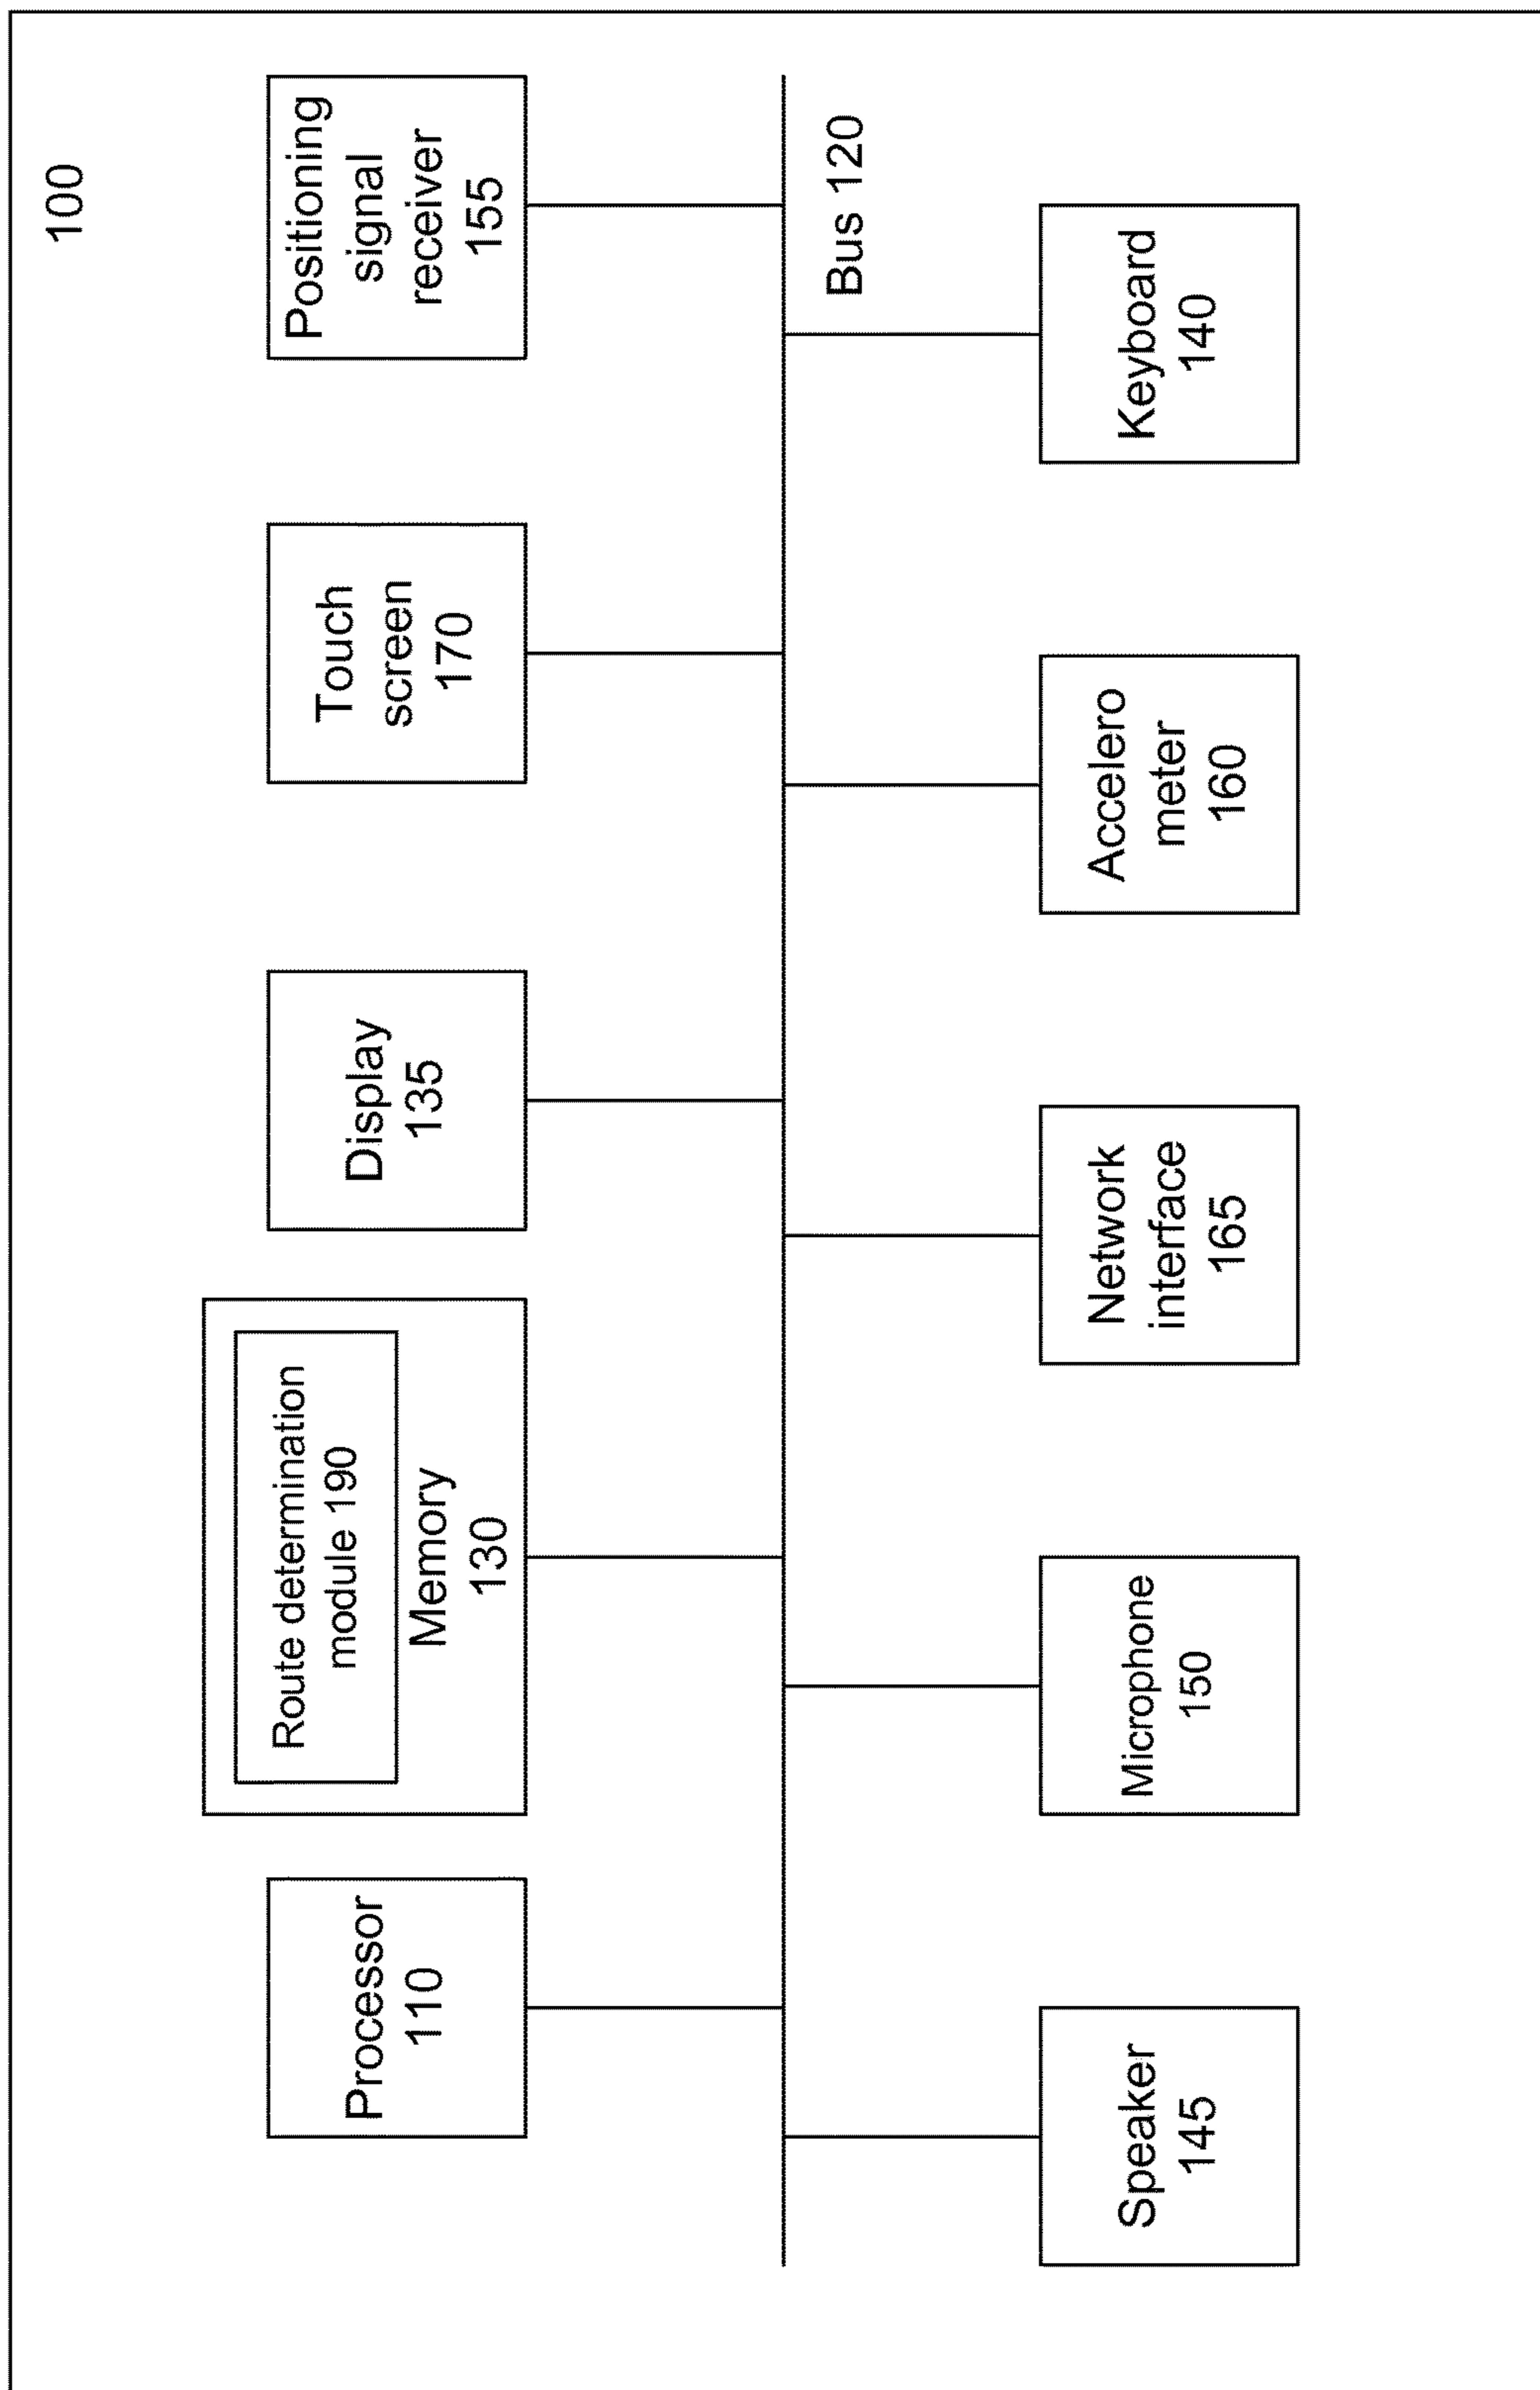 100
Route determination
module 190
Memory
130
Processor
110
Display
135
Touch
screen
170
Positioning
signal
receiver
155
Bus 120
Speaker
145
Microphone
150
Network
interface
165
Accelero
meter
160
Keyboard
140